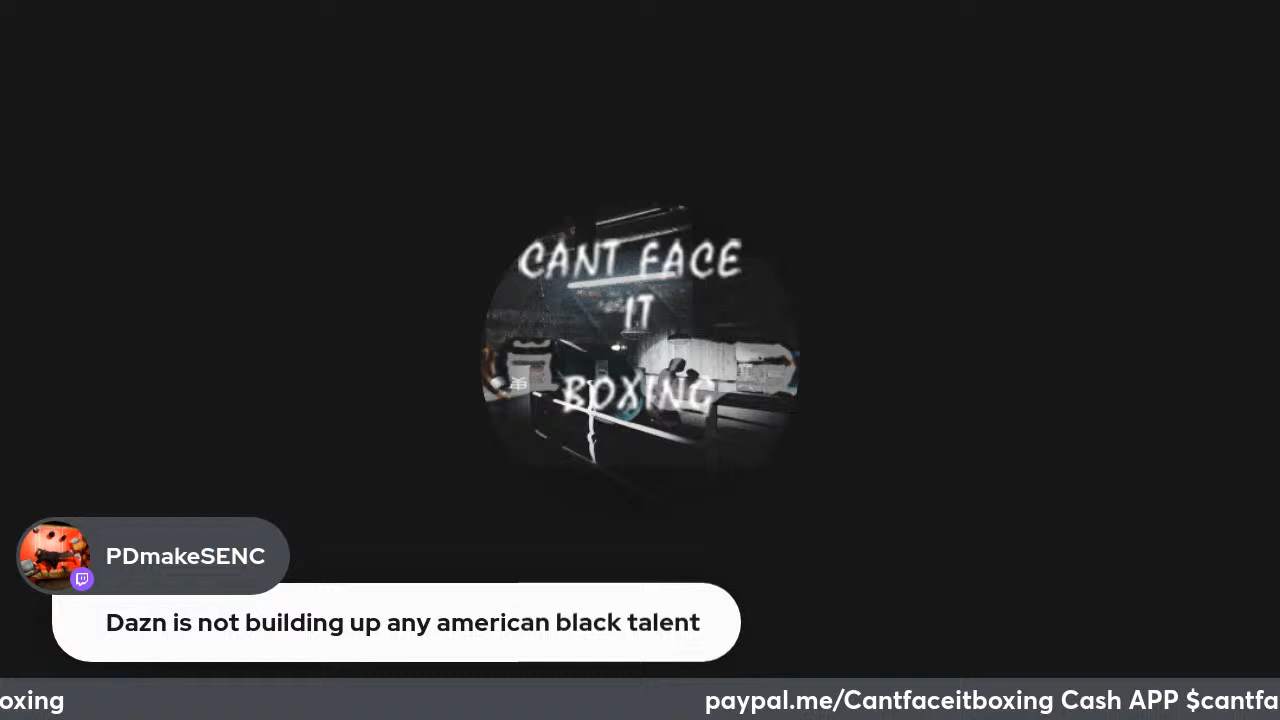 CANT FACE
IT
BOXING
PDmakeSENC
Dazn is not building up any american black talent
oxing paypal.me/Cantfaceitboxing Cash APP $cantfa